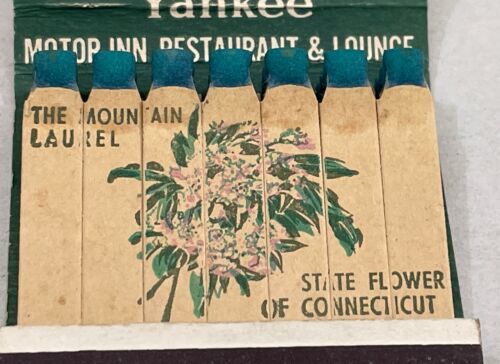 Yankee
MOTOR INN RESTAURANT & LOUNGE
THE MOUNTAIN
LAUREL
STATE FLOWER
OF CONNECTICUT